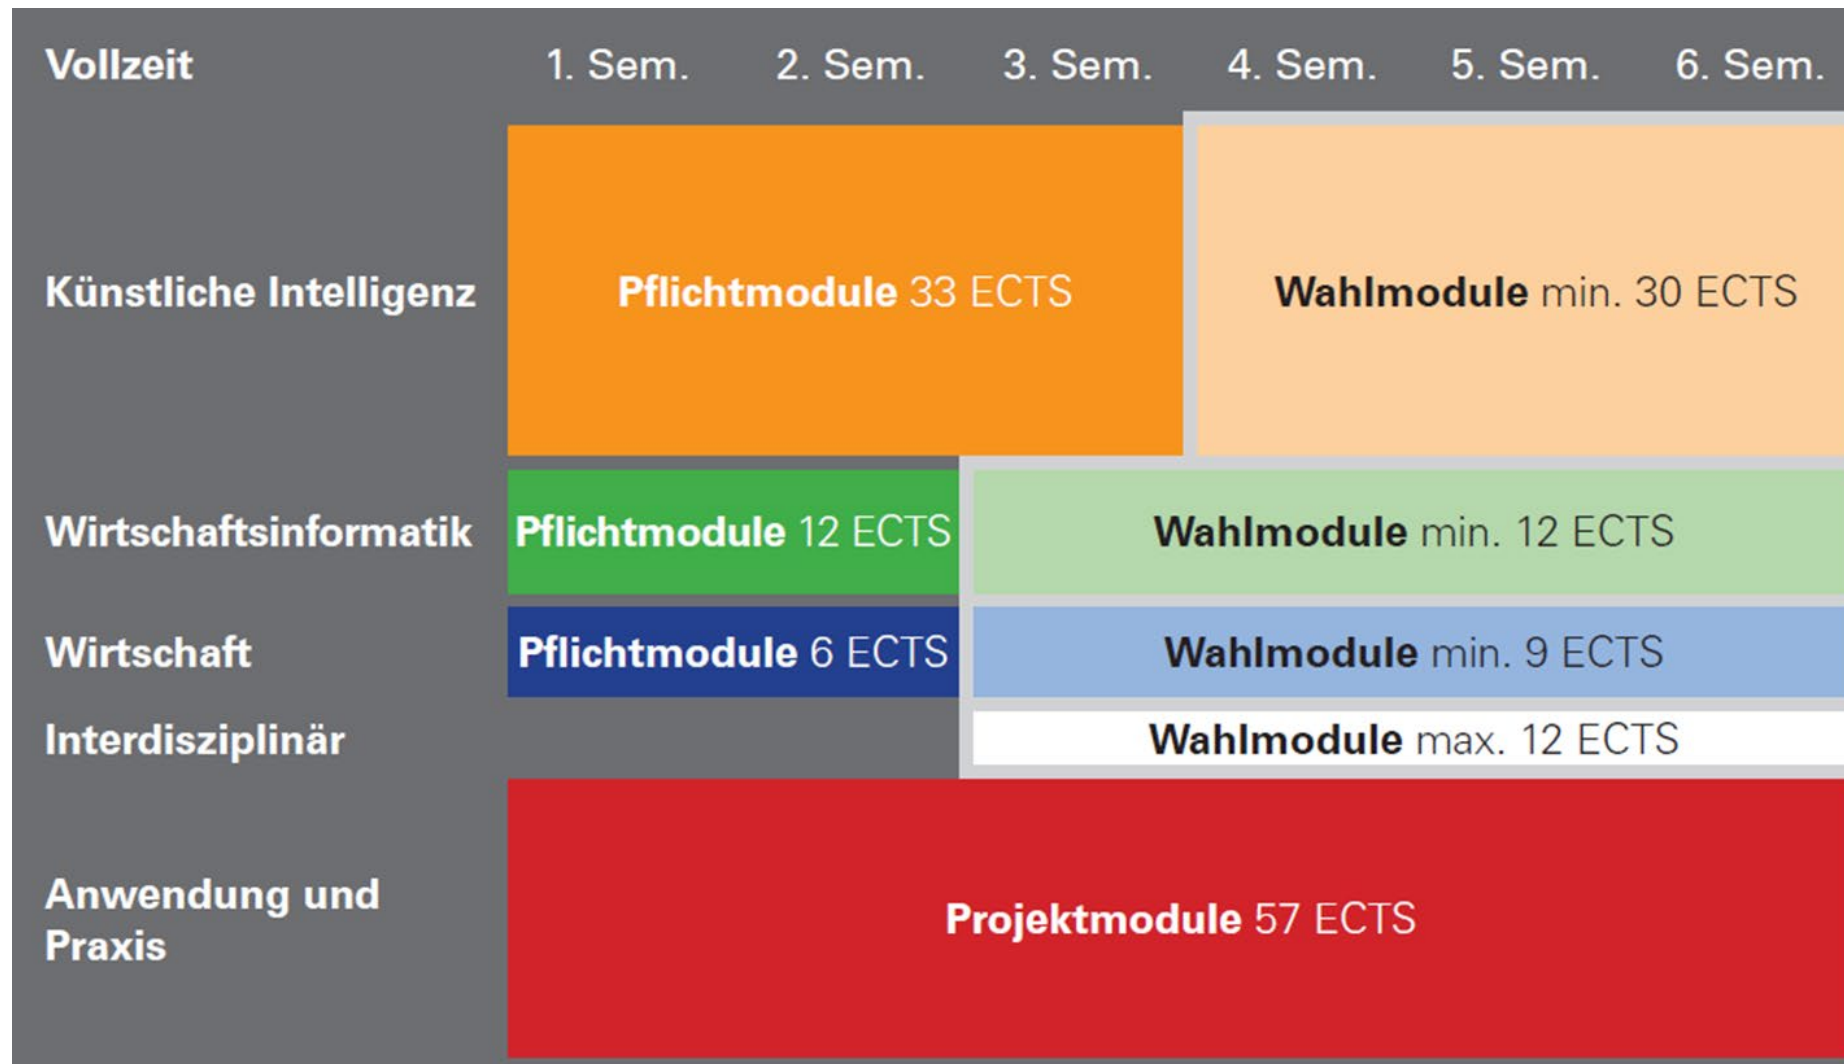 Vollzeit 1. Sem. 2. Sem. 3. Sem. 4. Sem. 5. Sem. 6. Sem.
Künstliche Intelligenz Pflichtmodule 33 ECTS Wahlmodule min. 30 ECTS
Wirtschaftsinformatik Pflichtmodule 12 ECTS Wahlmodule min. 12 ECTS
Wirtschaft Pflichtmodule 6 ECTS Wahlmodule min. 9 ECTS
Interdisziplinär Wahlmodule max. 12 ECTS
Anwendung und
Praxis
Projektmodule 57 ECTS